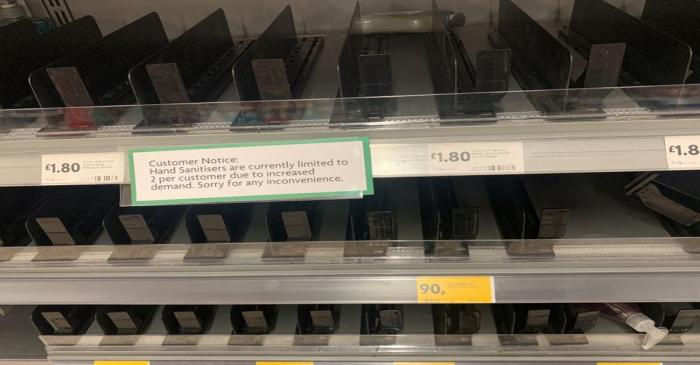 Customer Notice:
Hand Sanitisers are currently limited to
2 per customer due to increased
demand. Sorry for any inconvenience.
£1.80
£1.80
£1.8
90p